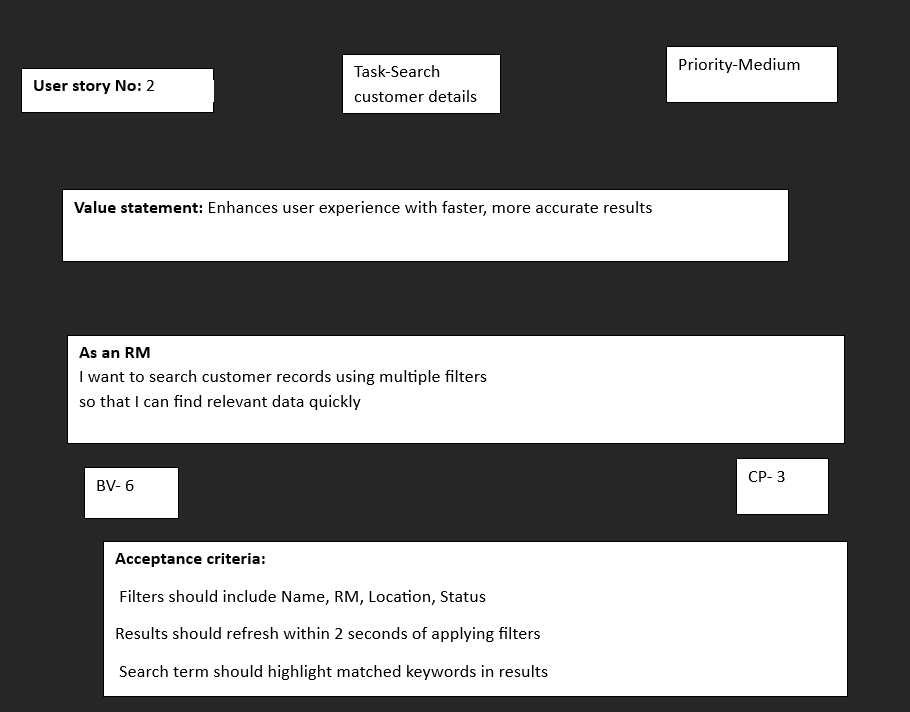 User story No: 2
Task-Search
customer details
Priority-Medium
Value statement: Enhances user experience with faster, more accurate results
As an RM
I want to search customer records using multiple filters
so that I can find relevant data quickly
BV- 6
CP- 3
Acceptance criteria:
Filters should include Name, RM, Location, Status
Results should refresh within 2 seconds of applying filters
Search term should highlight matched keywords in results